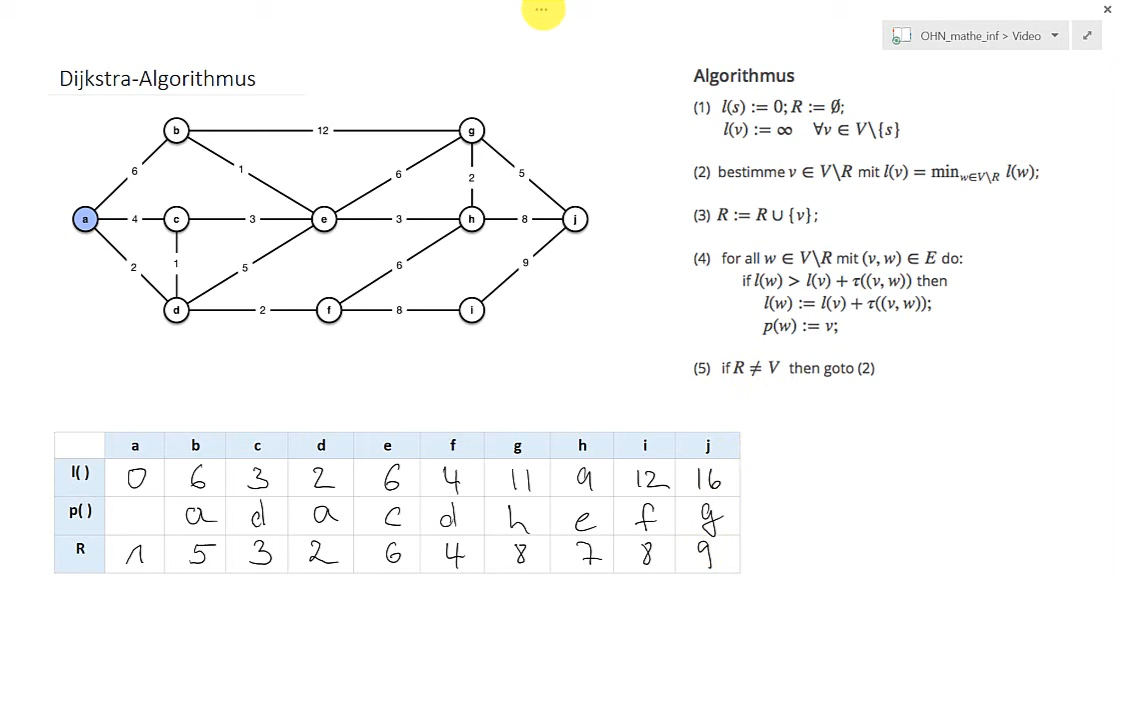 ...
×
OHN_mathe_inf > Video
Dijkstra-Algorithmus
b 12 g
6 1 6 2 5
a 4 c 3 e 3 h 8 j
2 1 5 6 9
d 2 f 8 i
Algorithmus
(1) l(s) := 0; R := ∅;
l(v) := ∞ ∀v ∈ V\{s}
(2) bestimme v ∈ V\R mit l(v) = min_{w∈V\R} l(w);
(3) R := R ∪ {v};
(4) for all w ∈ V\R mit (v, w) ∈ E do:
if l(w) > l(v) + τ((v, w)) then
l(w) := l(v) + τ((v, w));
p(w) := v;
(5) if R ≠ V then goto (2)
a b c d e f g h i j
l( ) 0 6 3 2 6 4 11 9 12 16
p( ) a d a c d h e f g
R 1 5 3 2 6 4 8 7 8 9